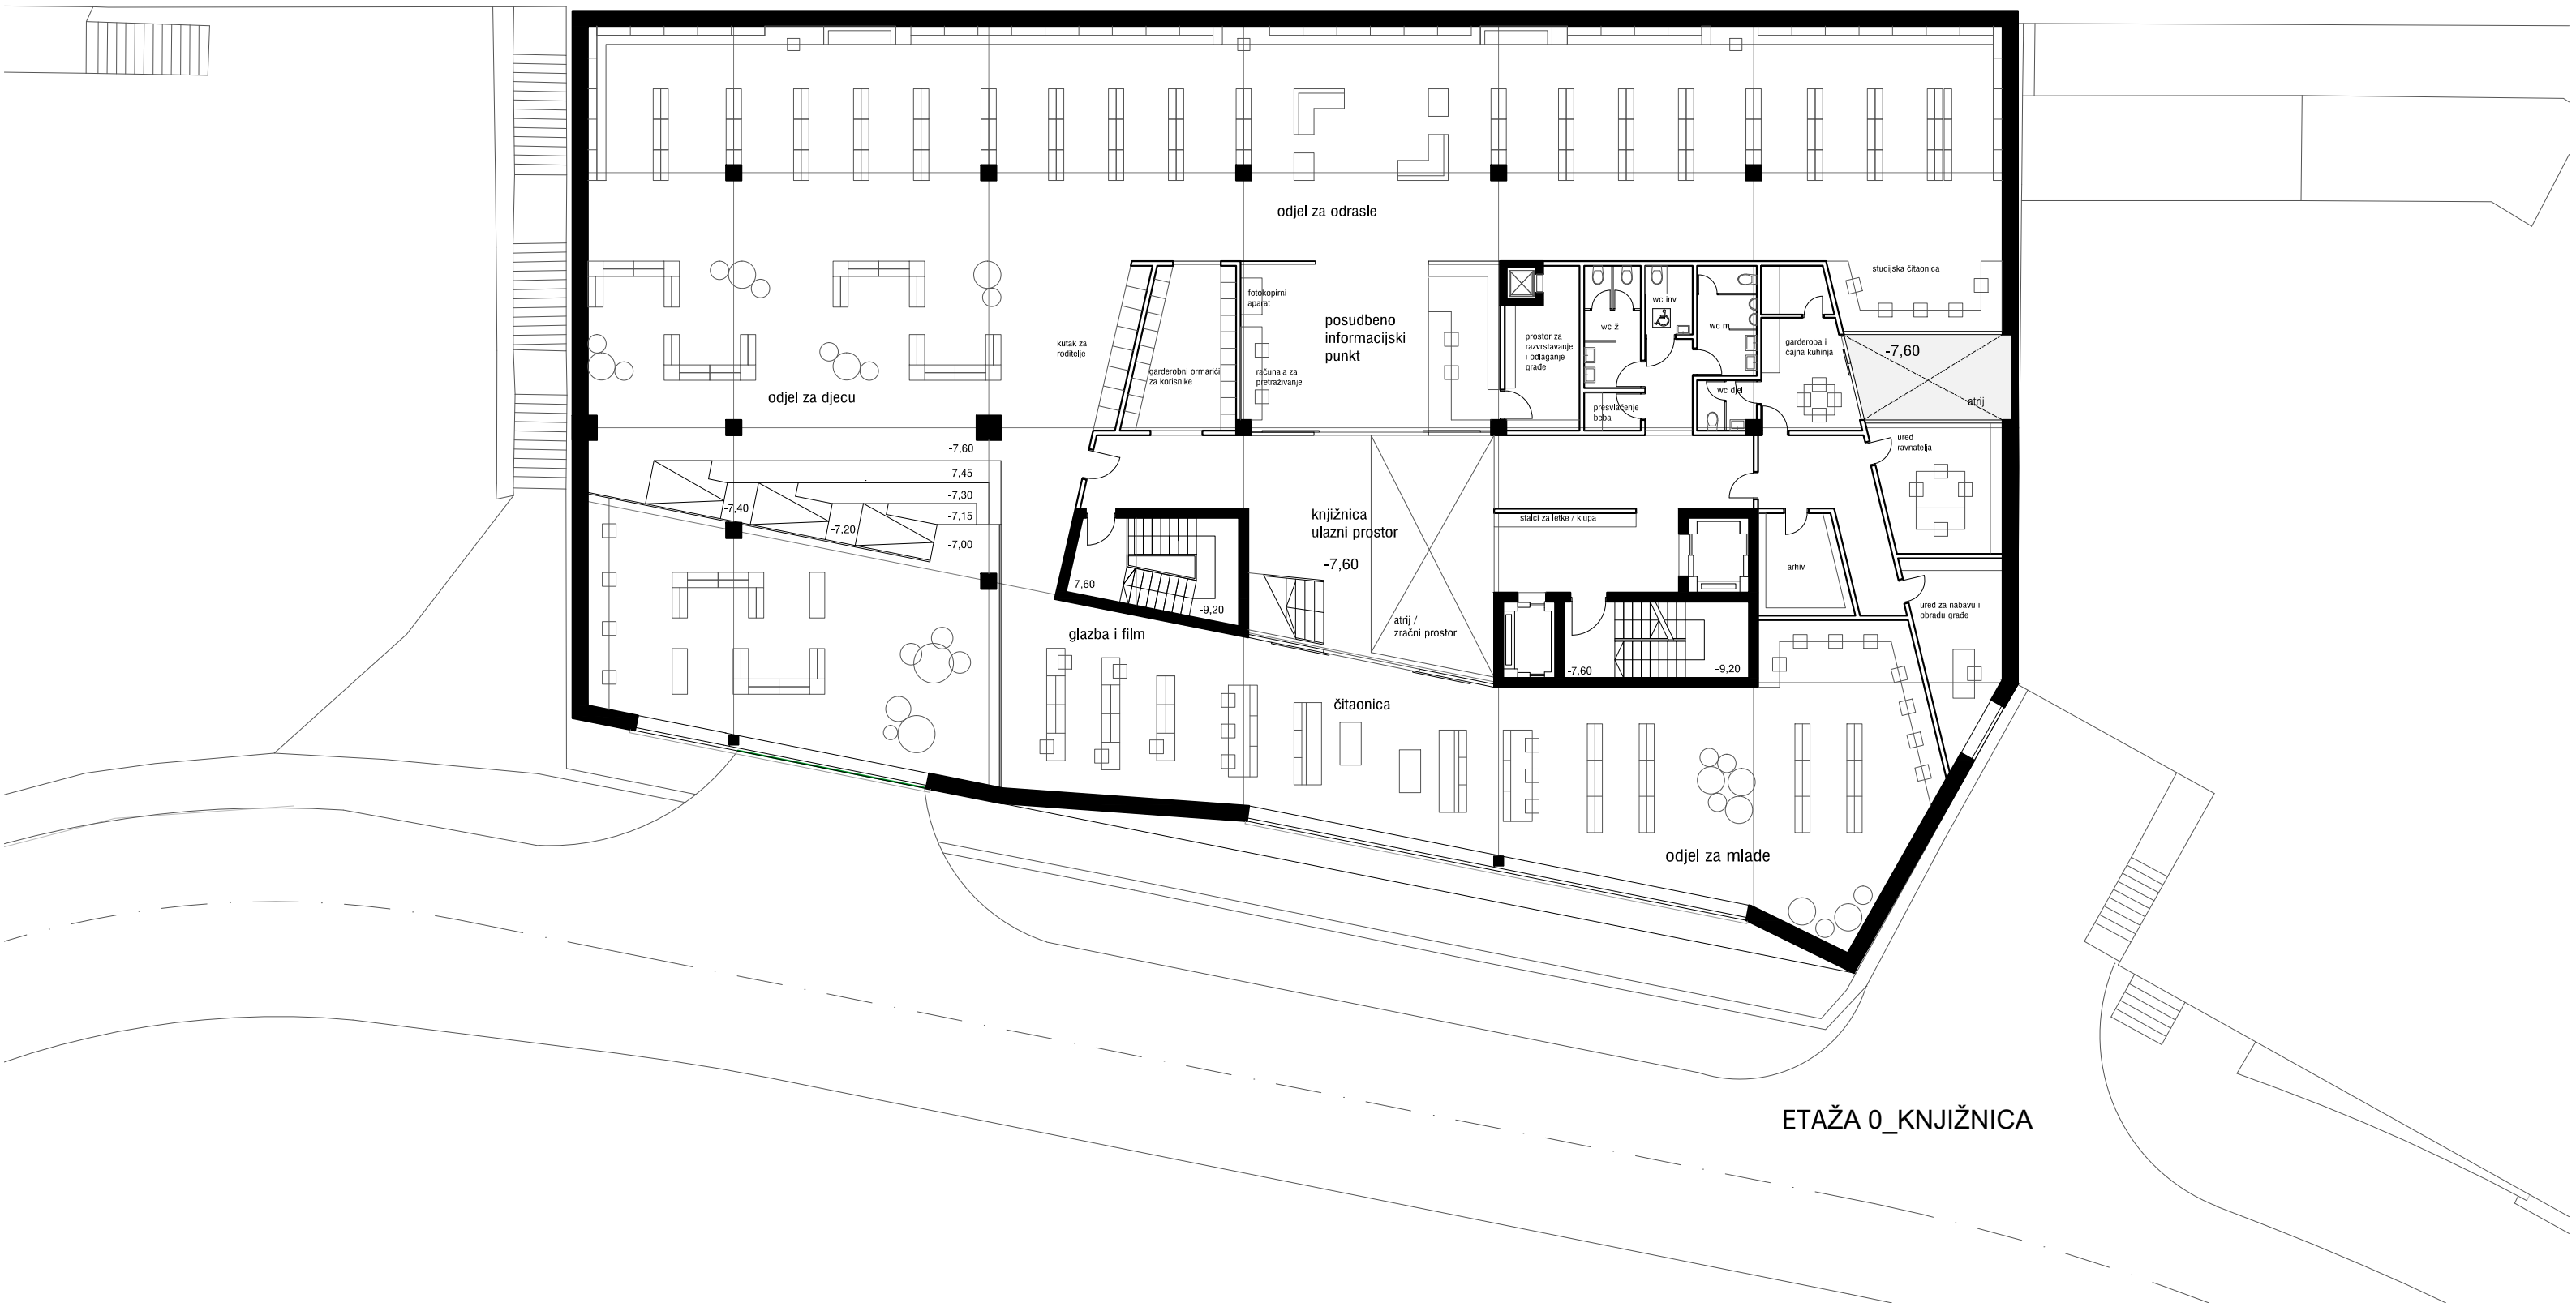 odjel za odrasle
studijska čitaonica
fotokopirni
aparat
posudbeno
informacijski
punkt
kutak za
roditelje
garderobni ormarići
za korisnike
računala za
pretraživanje
prostor za
razvrstavanje
i odlaganje
građe
wc ž
wc inv
wc m
garderoba i
čajna kuhinja
-7,60
atrij
wc djel
presvlačenje
beba
odjel za djecu
ured
ravnatelja
-7,60
-7,45
-7,30
-7,15
-7,00
-7,40
-7,20
knjižnica
ulazni prostor
-7,60
stalci za letke / klupa
-7,60
-9,20
arhiv
ured za nabavu i
obradu građe
atrij /
zračni prostor
glazba i film
-7,60
-9,20
čitaonica
odjel za mlade
ETAŽA 0_KNJIŽNICA